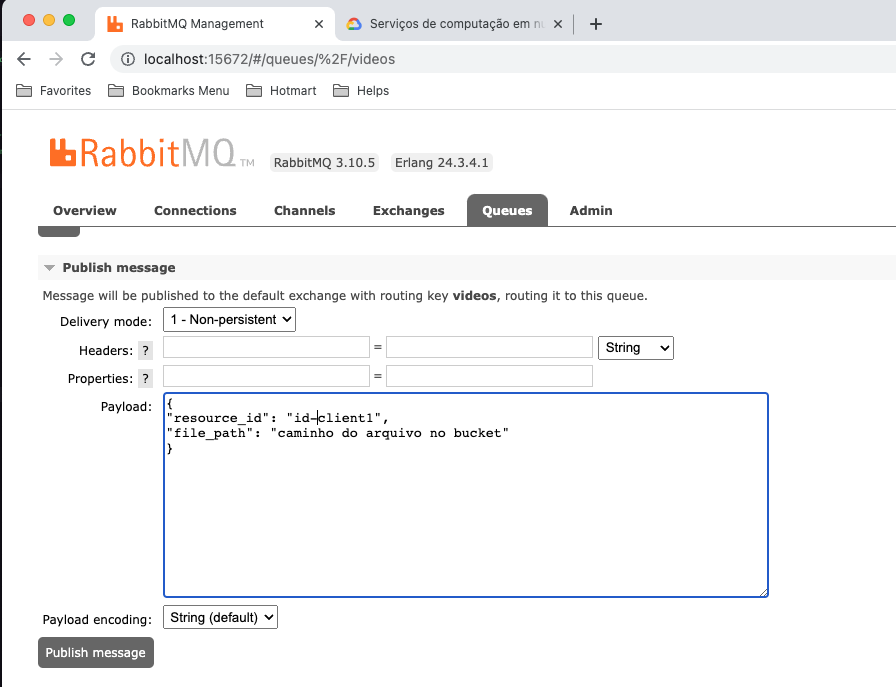 RabbitMQ Management
Serviços de computação em nu
localhost:15672/#/queues/%2F/videos
Favorites Bookmarks Menu Hotmart Helps
RabbitMQ TM RabbitMQ 3.10.5 Erlang 24.3.4.1
Overview Connections Channels Exchanges Queues Admin
Publish message
Message will be published to the default exchange with routing key videos, routing it to this queue.
Delivery mode: 1 - Non-persistent
Headers: ? = String
Properties: ? =
Payload: {
"resource_id": "id-client1",
"file_path": "caminho do arquivo no bucket"
}
Payload encoding: String (default)
Publish message